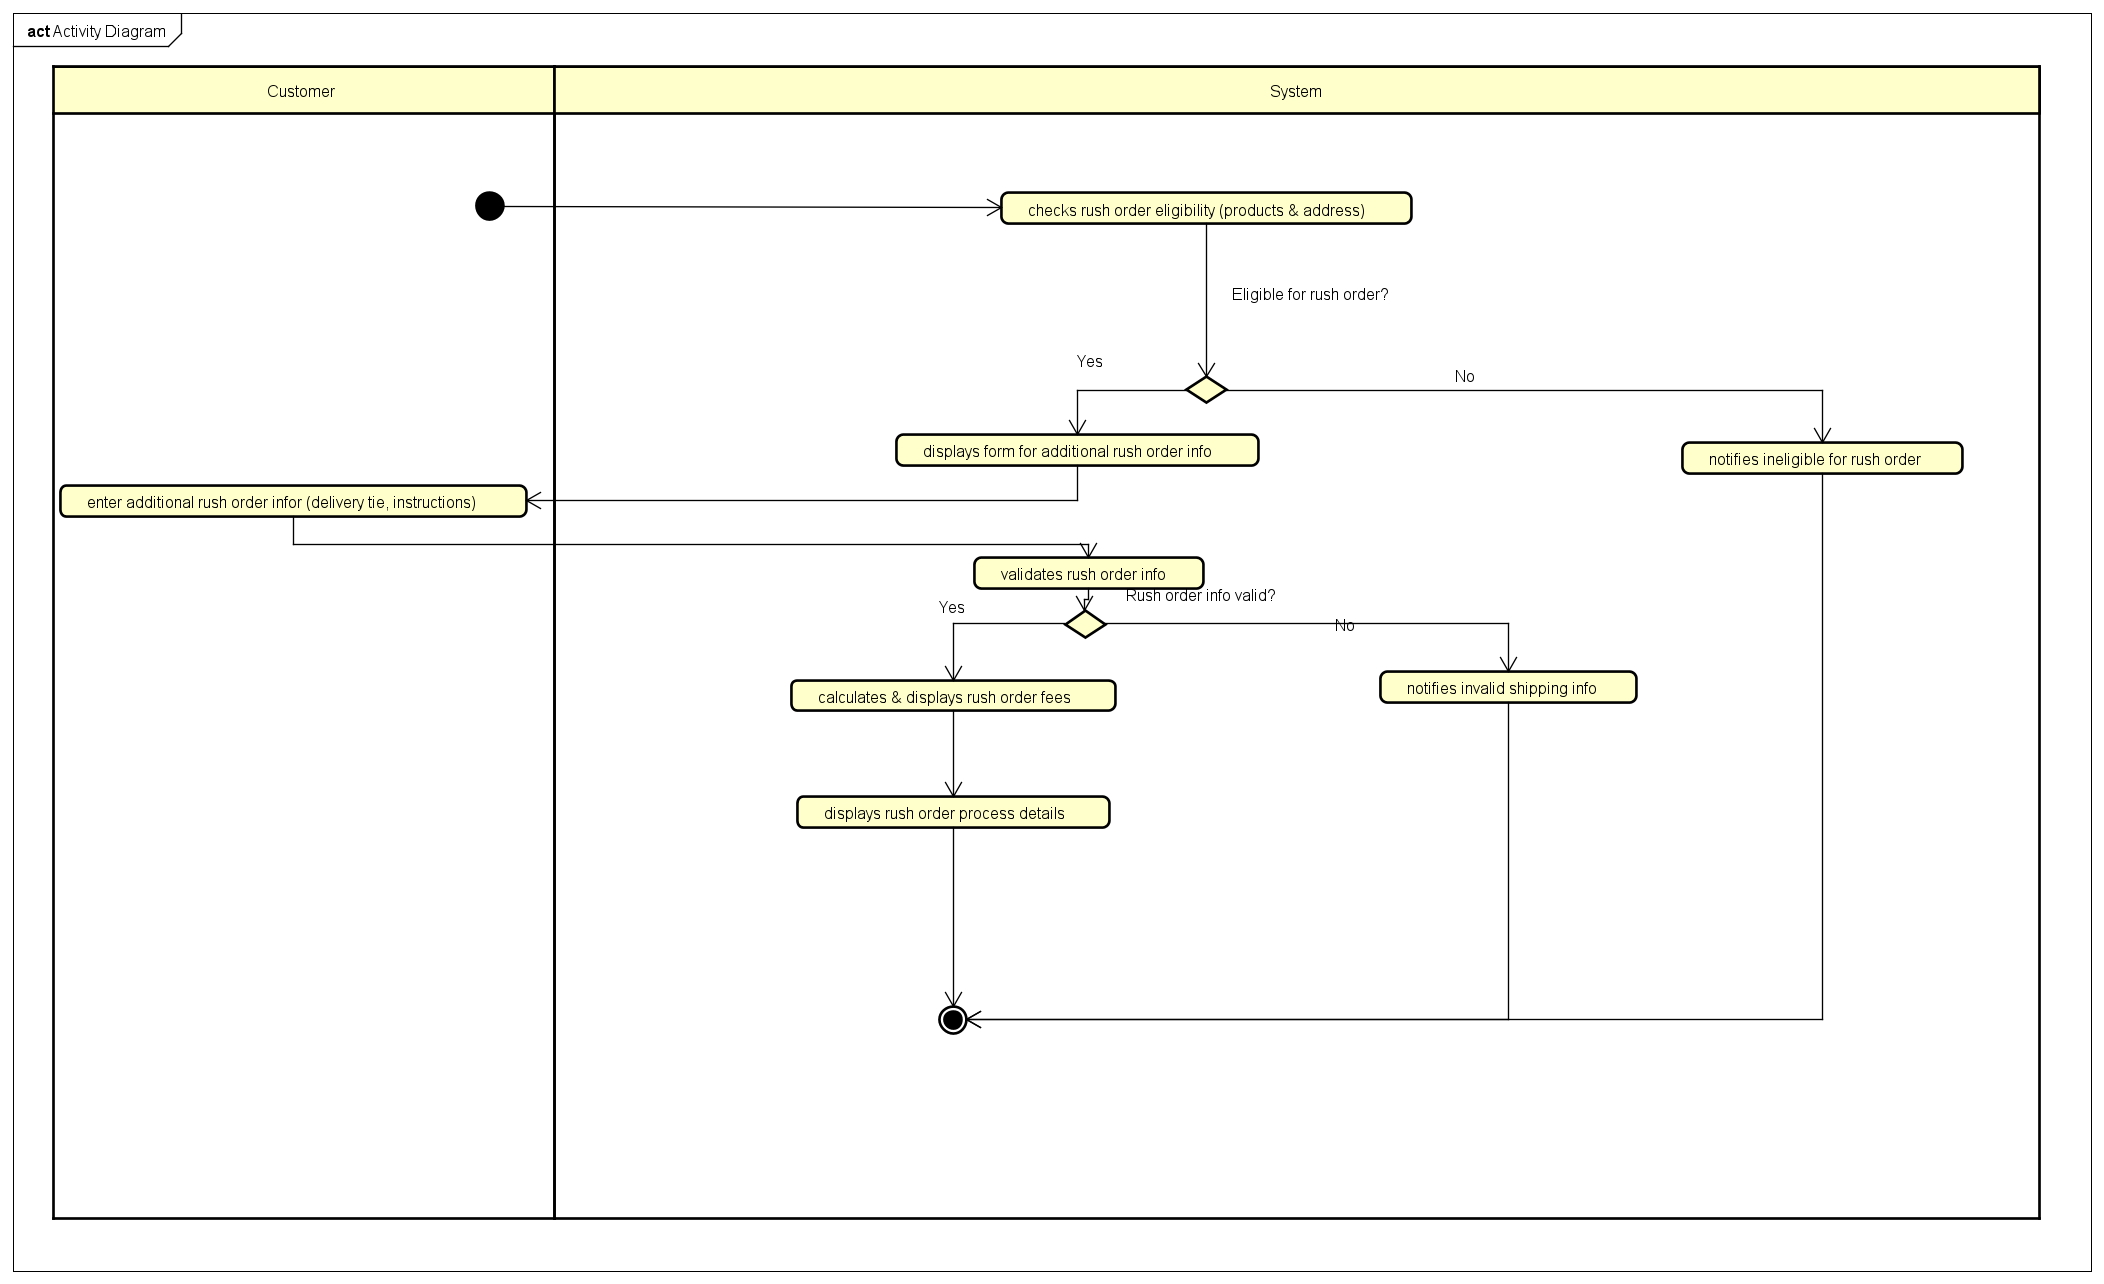 act Activity Diagram
Customer
System
checks rush order eligibility (products & address)
Eligible for rush order?
Yes
No
displays form for additional rush order info
notifies ineligible for rush order
enter additional rush order infor (delivery tie, instructions)
validates rush order info
Rush order info valid?
Yes
No
calculates & displays rush order fees
notifies invalid shipping info
displays rush order process details